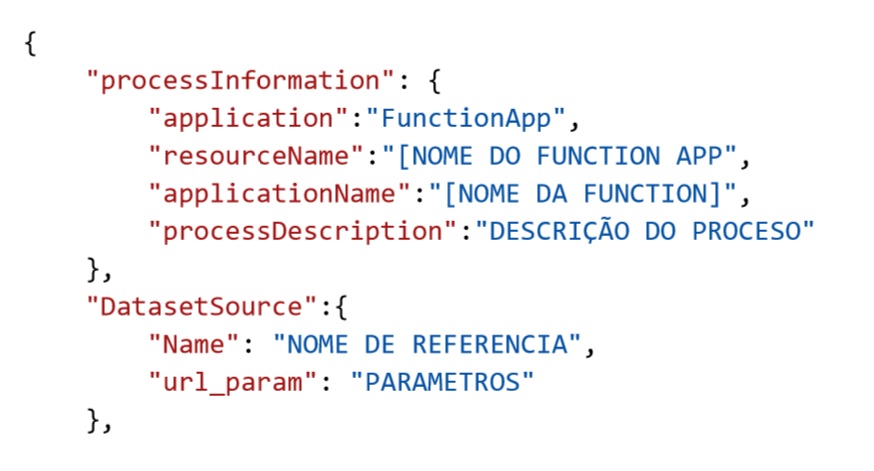 {
"processInformation": {
"application":"FunctionApp",
"resourceName":"[NOME DO FUNCTION APP",
"applicationName":"[NOME DA FUNCTION]",
"processDescription":"DESCRIÇÃO DO PROCESO"
},
"DatasetSource":{
"Name": "NOME DE REFERENCIA",
"url_param": "PARAMETROS"
},